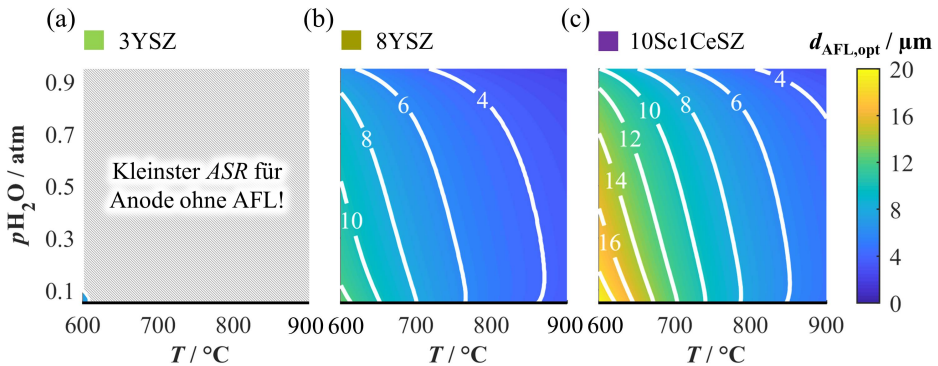 (a) (b) (c)
3YSZ 8YSZ 10Sc1CeSZ d_AFL,opt / µm
0.9
0.7
0.5
0.3
0.1
pH₂O / atm
Kleinster ASR für
Anode ohne AFL!
600 700 800 900
T / °C
4
6
8
10
600 700 800 900
T / °C
4
6
8
10
12
14
16
600 700 800 900
T / °C
20
16
12
8
4
0